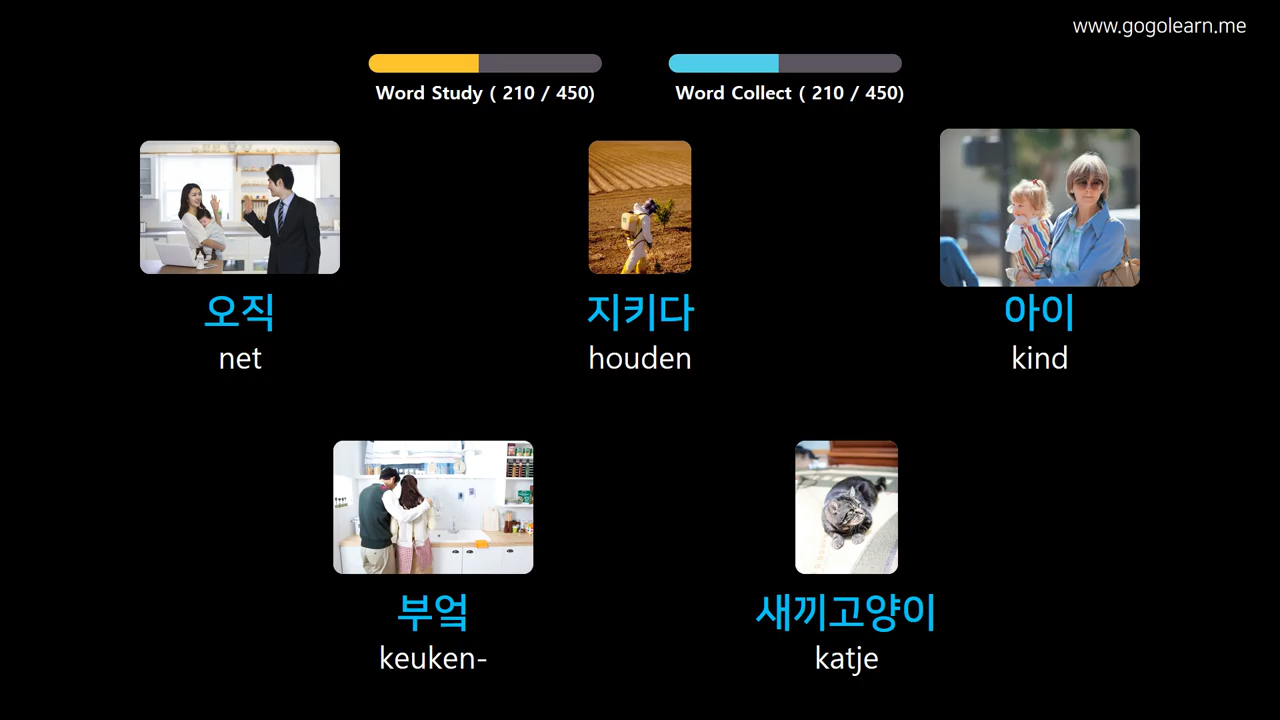 www.gogolearn.me
Word Study ( 210 / 450)
Word Collect ( 210 / 450)
오직
net
지키다
houden
아이
kind
부엌
keuken-
새끼고양이
katje